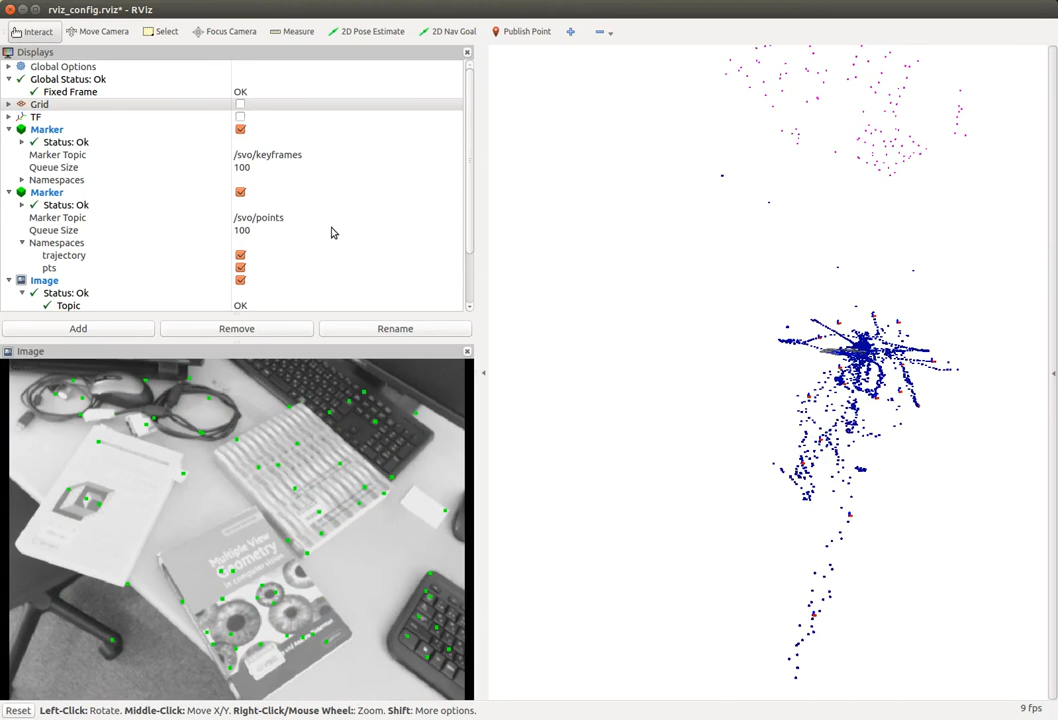 rviz_config.rviz* - RViz
Interact Move Camera Select Focus Camera Measure 2D Pose Estimate 2D Nav Goal Publish Point
Displays
Global Options
Global Status: Ok
Fixed Frame OK
Grid
TF
Marker
Status: Ok
Marker Topic /svo/keyframes
Queue Size 100
Namespaces
Marker
Status: Ok
Marker Topic /svo/points
Queue Size 100
Namespaces
trajectory
pts
Image
Status: Ok
Topic OK
Add Remove Rename
Image
Multiple View
Geometry
in computer vision
Reset Left-Click: Rotate. Middle-Click: Move X/Y. Right-Click/Mouse Wheel:: Zoom. Shift: More options. 9 fps